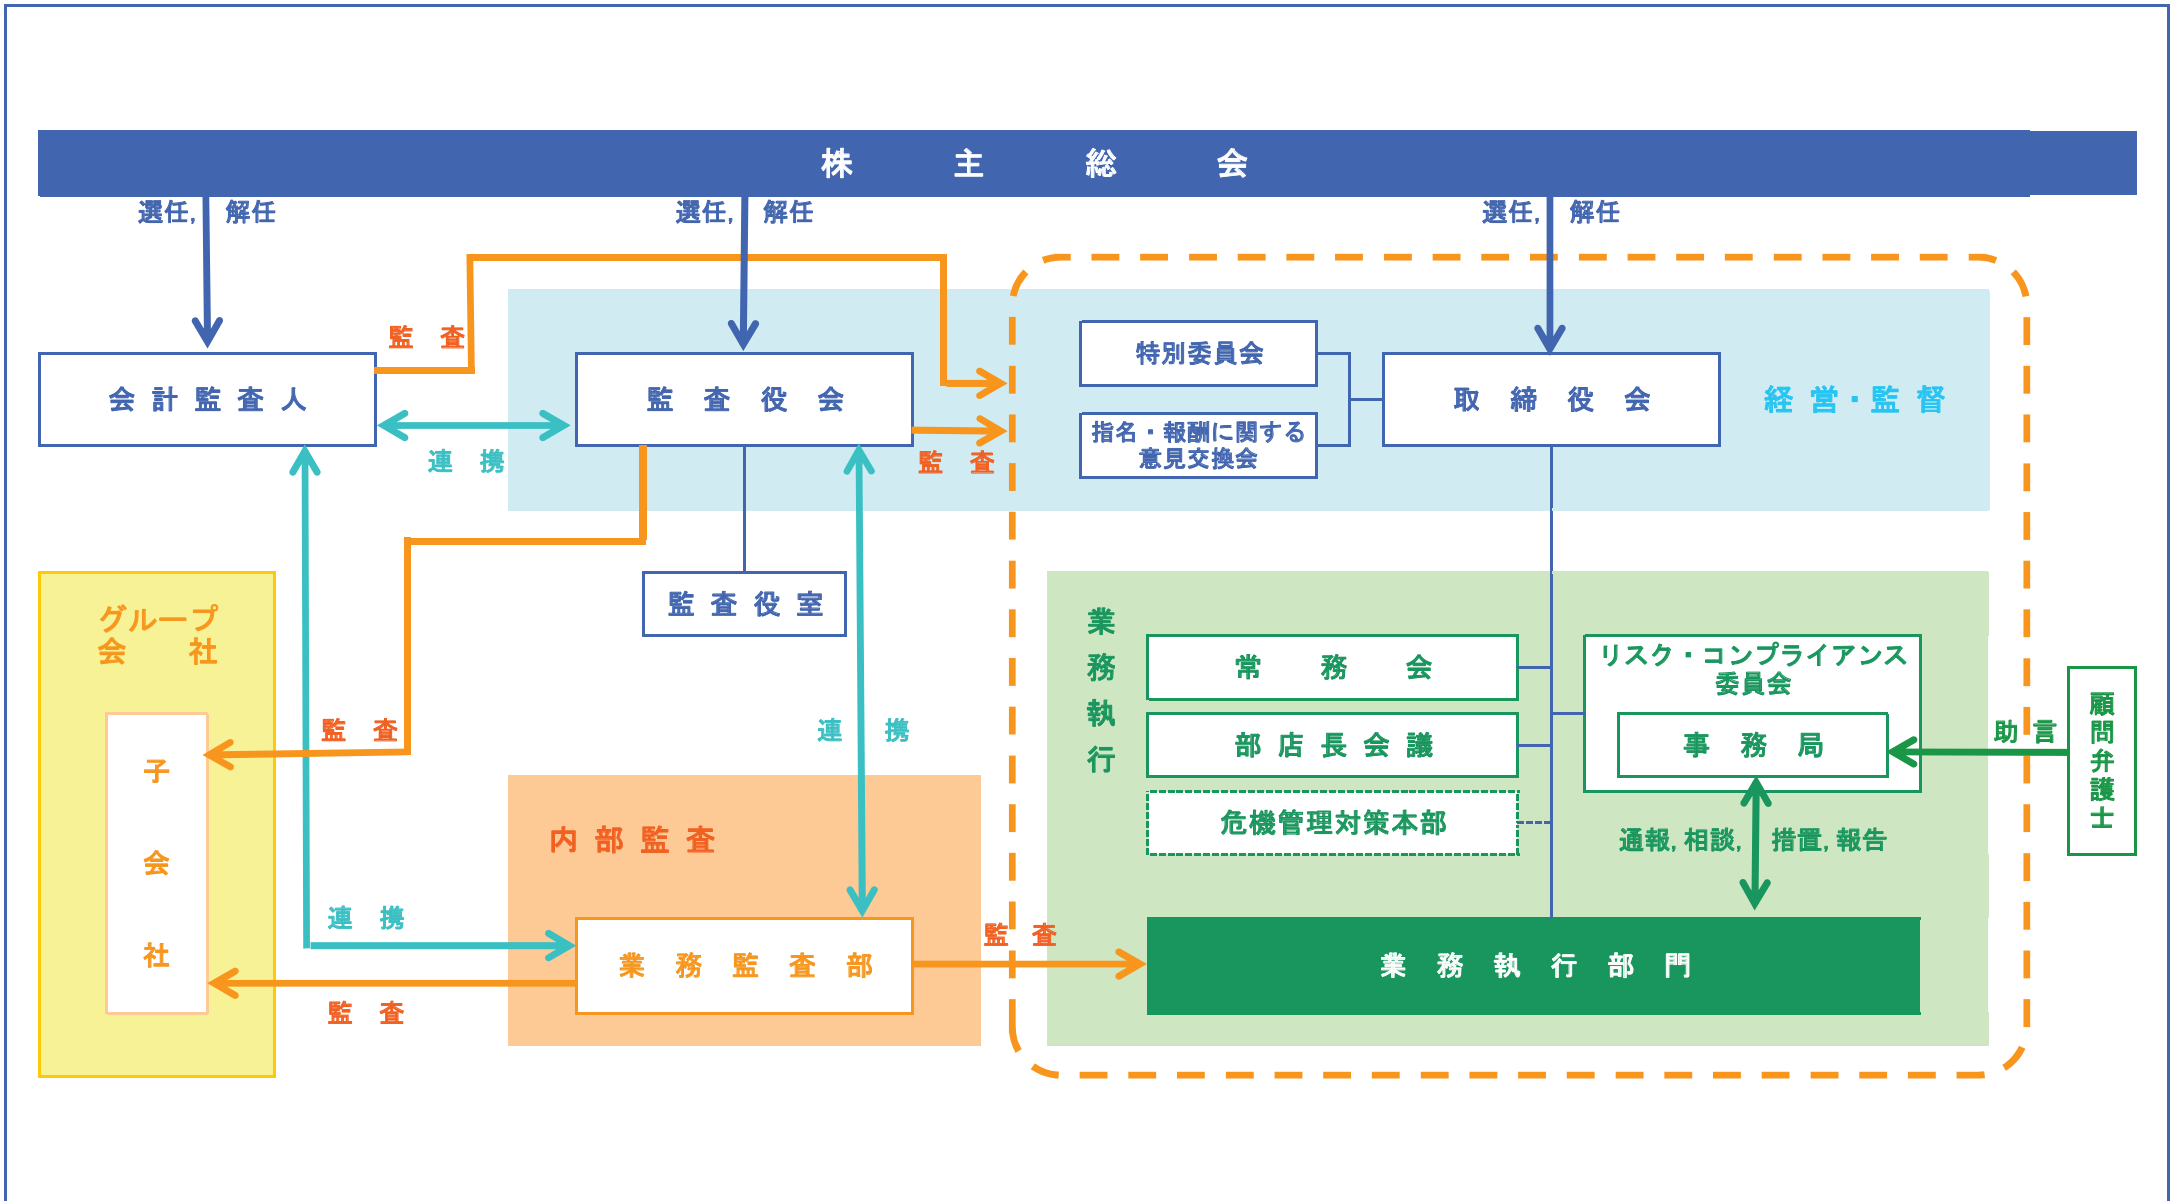 株主総会
選任, 解任
選任, 解任
選任, 解任
監査
会計監査人
監査役会
特別委員会
取締役会
経営・監督
指名・報酬に関する
意見交換会
連携
監査
監査役室
グループ
会社
業務執行
常務会
リスク・コンプライアンス
委員会
部店長会議
事務局
助言
顧問弁護士
監査
連携
子会社
危機管理対策本部
通報, 相談, 措置, 報告
内部監査
連携
監査
業務監査部
業務執行部門
監査